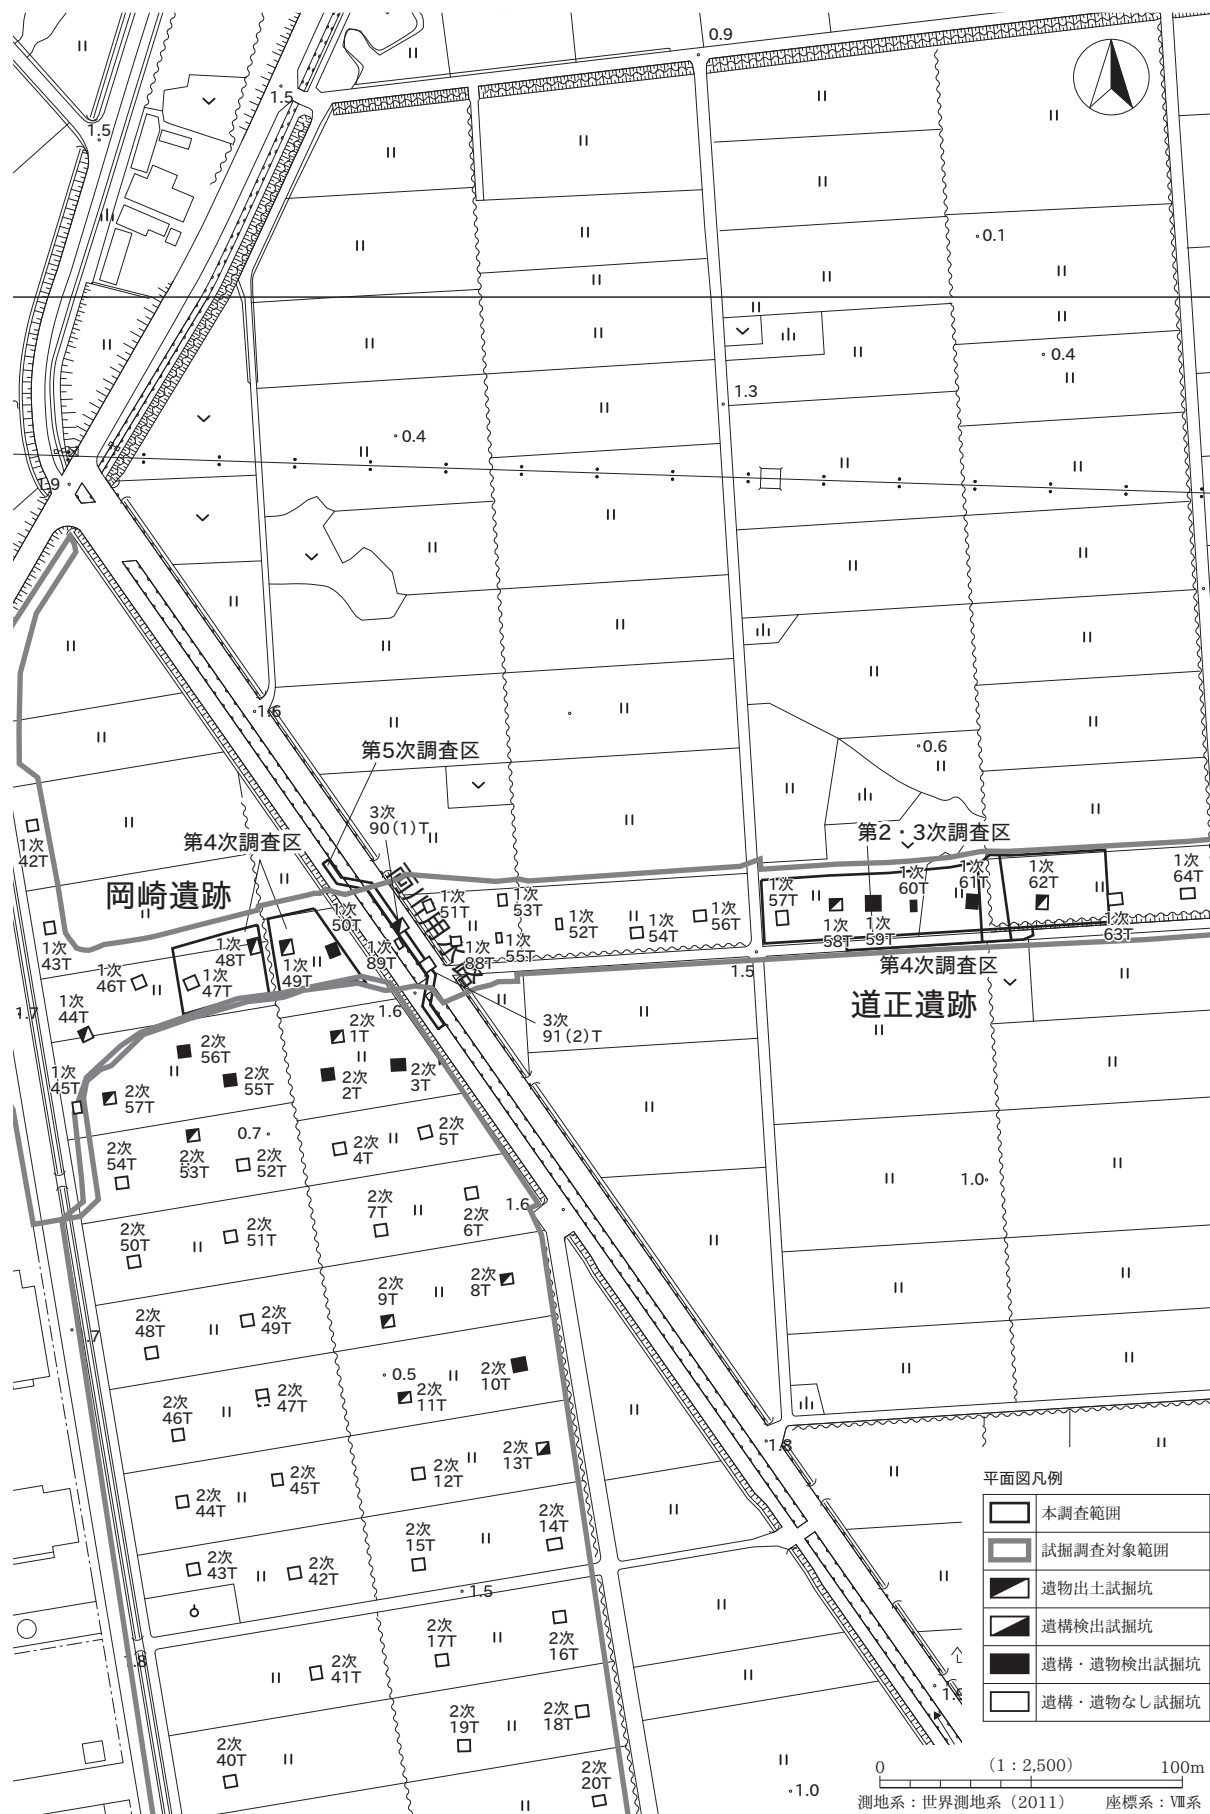 0.9
1.5
1.5
0.1
0.4
1.3
0.4
1.9
1.6
0.6
第5次調査区
3次
90(1)T
第4次調査区
第2・3次調査区
1次
42T
岡崎遺跡
1次
43T
1次
44T
1次
45T
1次
46T
1次
47T
1次
48T
1次
49T
1次
50T
1次
89T
1次
51T
1次
88T
1次
53T
1次
55T
1次
52T
1次
54T
1次
56T
1次
57T
1次
58T
1次
59T
1次
60T
1次
61T
1次
62T
1次
63T
1次
64T
第4次調査区
道正遺跡
1.5
1.7
1.6
3次
91(2)T
2次
1T
2次
2T
2次
3T
2次
56T
2次
55T
2次
57T
2次
53T
0.7
2次
52T
2次
54T
2次
4T
2次
5T
1.0
2次
7T
2次
6T
1.6
2次
50T
2次
51T
2次
9T
2次
8T
2次
48T
2次
49T
0.5
2次
10T
2次
11T
2次
46T
2次
47T
2次
12T
2次
13T
1.8
2次
44T
2次
45T
2次
15T
2次
14T
2次
43T
2次
42T
1.5
2次
17T
2次
16T
2次
41T
2次
19T
2次
18T
2次
40T
2次
20T
1.0
平面図凡例
本調査範囲
試掘調査対象範囲
遺物出土試掘坑
遺構検出試掘坑
遺構・遺物検出試掘坑
遺構・遺物なし試掘坑
0 (1：2,500) 100m
測地系：世界測地系（2011） 座標系：Ⅷ系